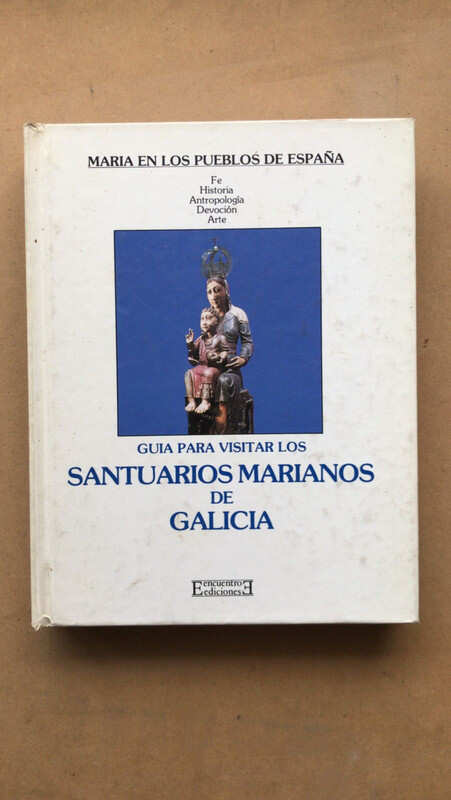 MARIA EN LOS PUEBLOS DE ESPAÑA
Fe
Historia
Antropología
Devoción
Arte
GUIA PARA VISITAR LOS
SANTUARIOS MARIANOS
DE
GALICIA
encuentro
ediciones